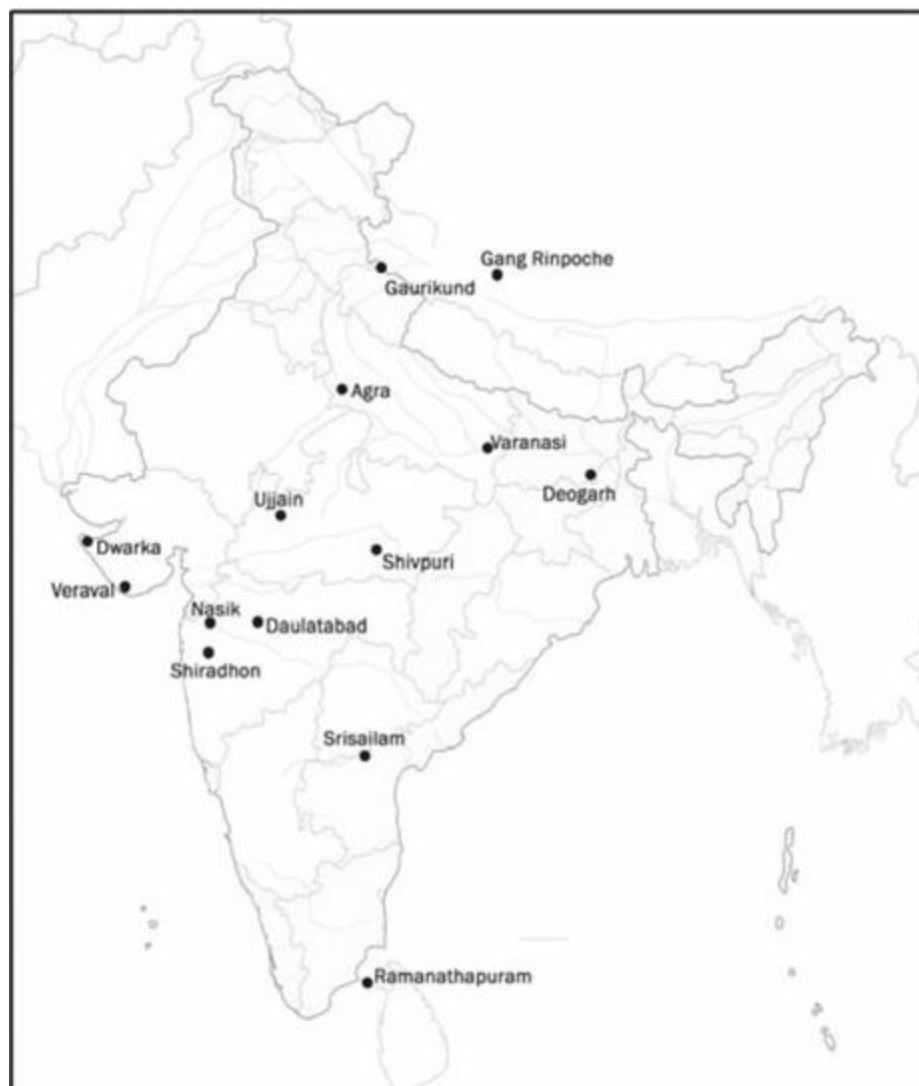 Gang Rinpoche
Gaurikund
Agra
Varanasi
Deogarh
Ujjain
Dwarka
Shivpuri
Veraval
Nasik
Daulatabad
Shiradhon
Srisailam
Ramanathapuram